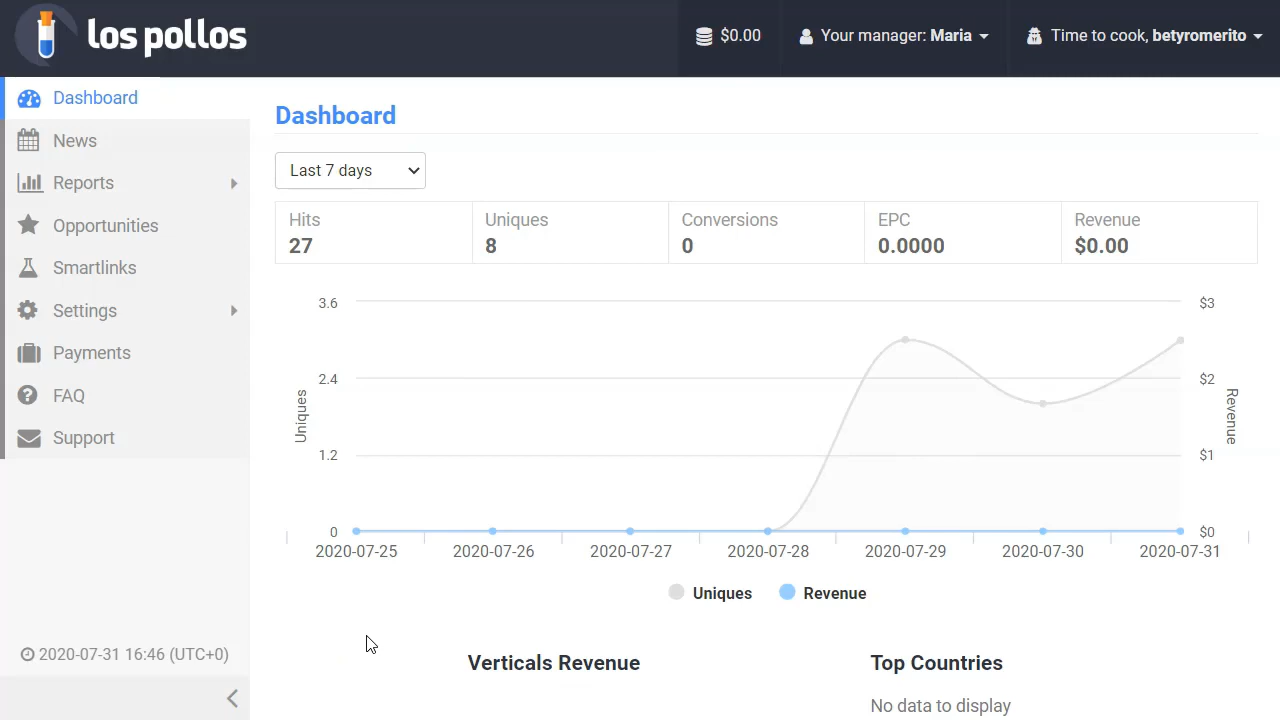 los pollos
$0.00
Your manager: Maria
Time to cook, betyromerito
Dashboard
News
Reports
Opportunities
Smartlinks
Settings
Payments
FAQ
Support
2020-07-31 16:46 (UTC+0)
Dashboard
Last 7 days
Hits
27
Uniques
8
Conversions
0
EPC
0.0000
Revenue
$0.00
3.6
2.4
1.2
0
Uniques
$3
$2
$1
$0
Revenue
2020-07-25
2020-07-26
2020-07-27
2020-07-28
2020-07-29
2020-07-30
2020-07-31
Uniques
Revenue
Verticals Revenue
Top Countries
No data to display